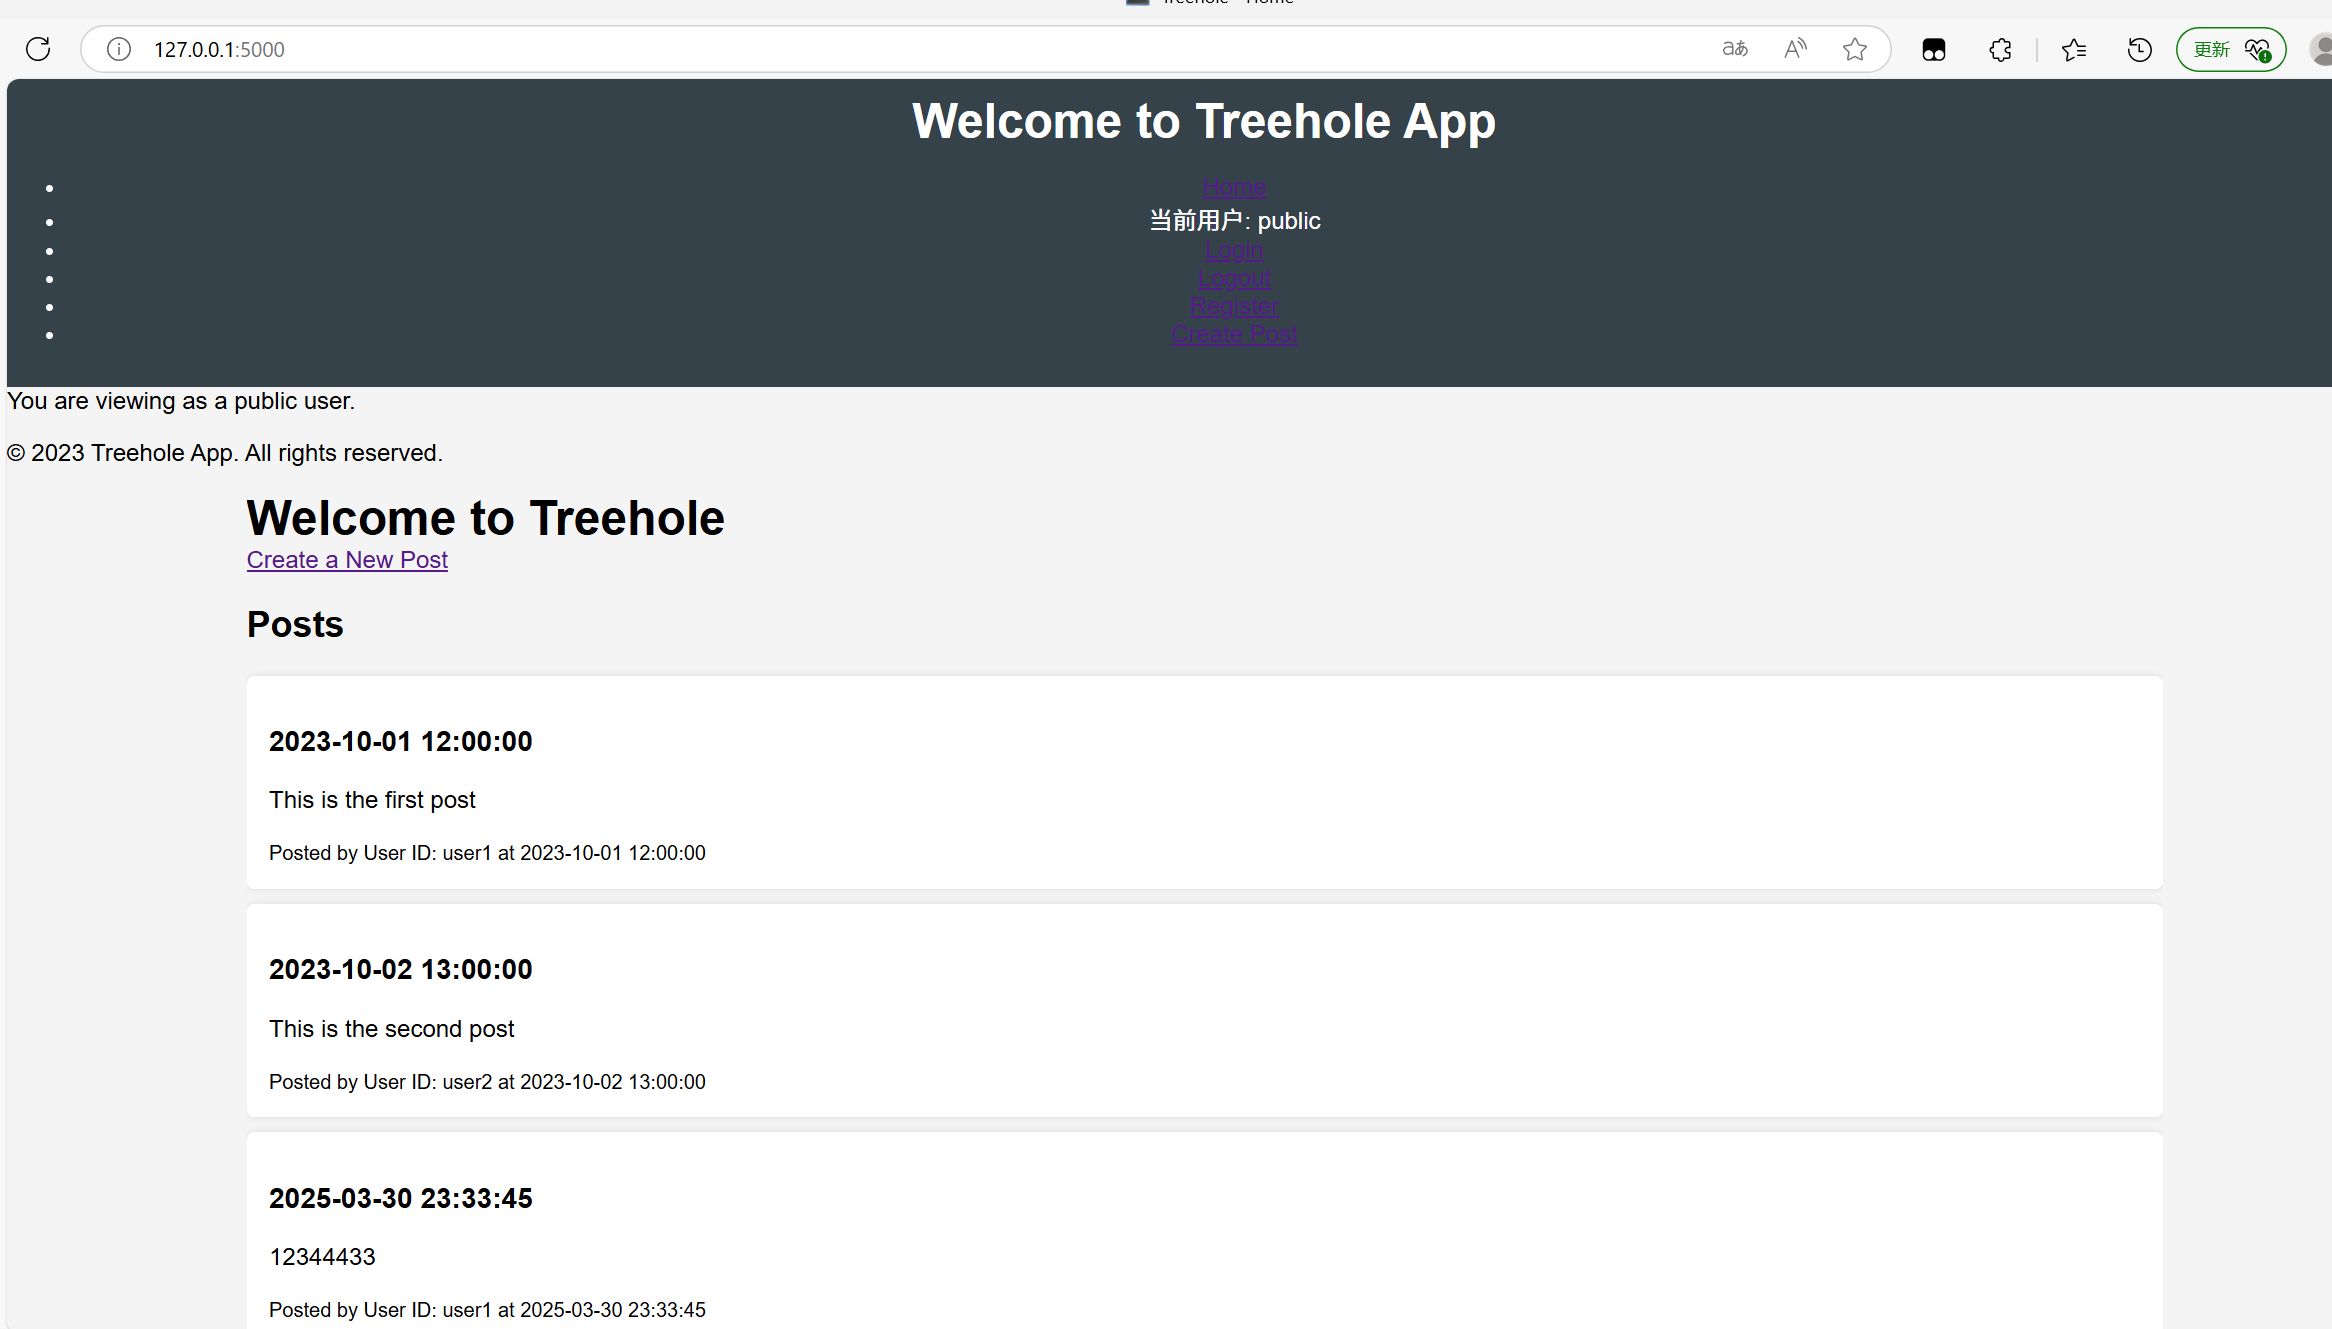 127.0.0.1:5000
更新
Welcome to Treehole App
Home
当前用户: public
Login
Logout
Register
Create Post
You are viewing as a public user.
© 2023 Treehole App. All rights reserved.
Welcome to Treehole
Create a New Post
Posts
2023-10-01 12:00:00
This is the first post
Posted by User ID: user1 at 2023-10-01 12:00:00
2023-10-02 13:00:00
This is the second post
Posted by User ID: user2 at 2023-10-02 13:00:00
2025-03-30 23:33:45
12344433
Posted by User ID: user1 at 2025-03-30 23:33:45